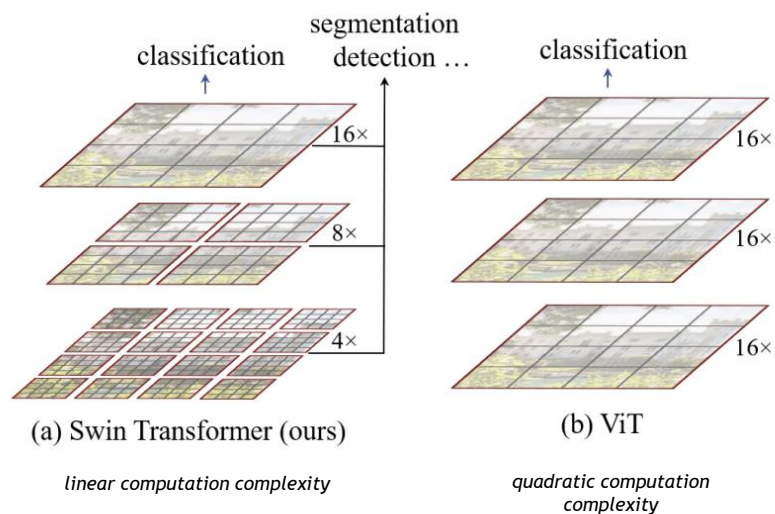 classification
segmentation
detection ...
16×
8×
4×
(a) Swin Transformer (ours)
linear computation complexity
classification
16×
16×
16×
(b) ViT
quadratic computation
complexity